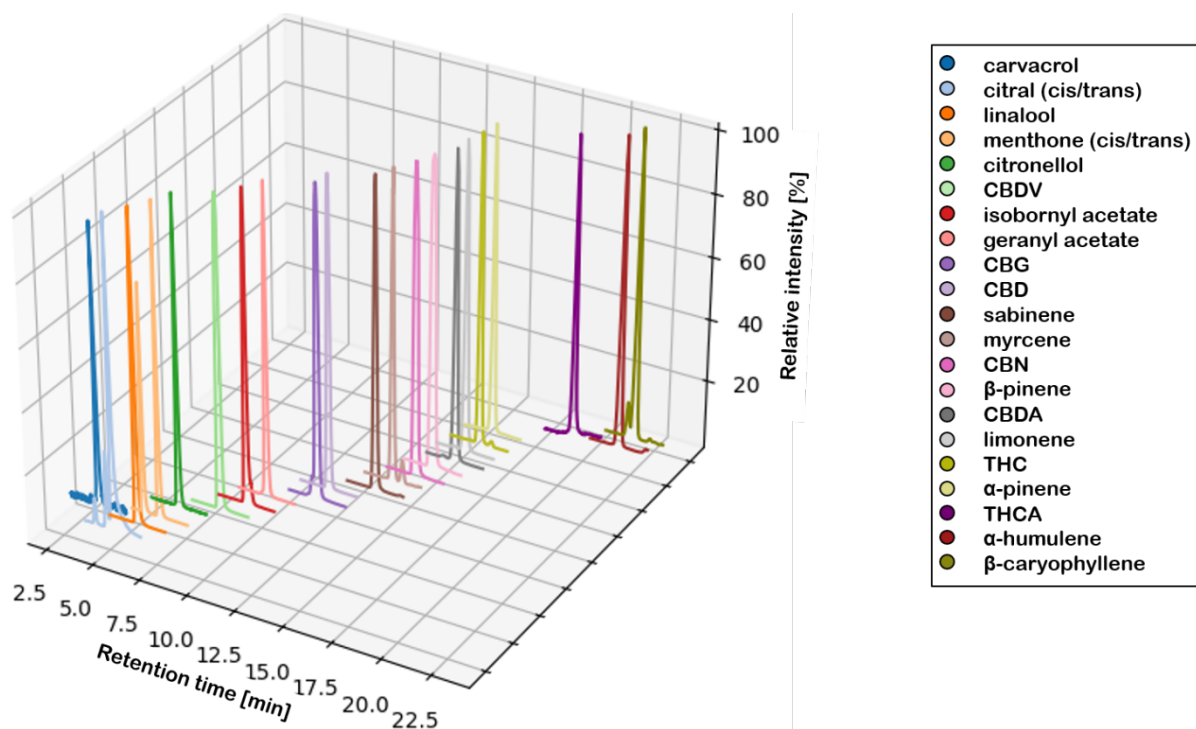 100
80
60
40
20
Relative intensity [%]
2.5
5.0
7.5
10.0
12.5
15.0
17.5
20.0
22.5
Retention time [min]
carvacrol
citral (cis/trans)
linalool
menthone (cis/trans)
citronellol
CBDV
isobornyl acetate
geranyl acetate
CBG
CBD
sabinene
myrcene
CBN
β-pinene
CBDA
limonene
THC
α-pinene
THCA
α-humulene
β-caryophyllene